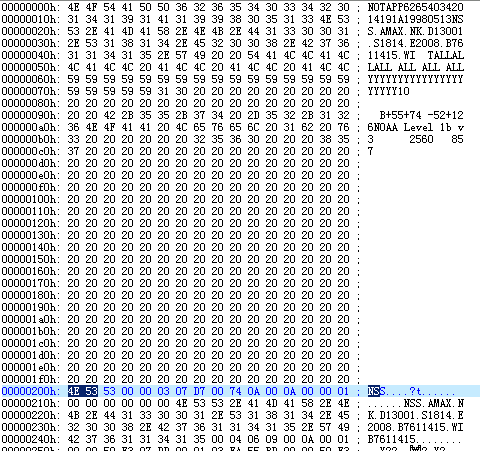 00000000h: 4E 4F 54 41 50 50 36 32 36 35 34 30 33 34 32 30 ; NOTAPP6265403420
00000010h: 31 34 31 39 31 41 31 39 39 38 30 35 31 33 4E 53 ; 14191A19980513NS
00000020h: 53 2E 41 4D 41 58 2E 4E 4B 2E 44 31 33 30 30 31 ; S.AMAX.NK.D13001
00000030h: 2E 53 31 38 31 34 2E 45 32 30 30 38 2E 42 37 36 ; .S1814.E2008.B76
00000040h: 31 31 34 31 35 2E 57 49 20 20 54 41 4C 4C 41 4C ; 11415.WI  TALLAL
00000050h: 4C 41 4C 4C 20 41 4C 4C 20 41 4C 4C 20 41 4C 4C ; LALL ALL ALL ALL
00000060h: 59 59 59 59 59 59 59 59 59 59 59 59 59 59 59 59 ; YYYYYYYYYYYYYYYY
00000070h: 59 59 59 59 59 31 30 20 20 20 20 20 20 20 20 20 ; YYYYY10
00000080h: 20 20 20 20 20 20 20 20 20 20 20 20 20 20 20 20 ;
00000090h: 20 20 42 2B 35 35 2B 37 34 20 2D 35 32 2B 31 32 ;   B+55+74 -52+12
000000a0h: 36 4E 4F 41 41 20 4C 65 76 65 6C 20 31 62 20 76 ; 6NOAA Level 1b v
000000b0h: 33 20 20 20 20 20 20 32 35 36 30 20 20 20 38 35 ; 3      2560   85
000000c0h: 37 20 20 20 20 20 20 20 20 20 20 20 20 20 20 20 ; 7
000000d0h: 20 20 20 20 20 20 20 20 20 20 20 20 20 20 20 20 ;
000000e0h: 20 20 20 20 20 20 20 20 20 20 20 20 20 20 20 20 ;
000000f0h: 20 20 20 20 20 20 20 20 20 20 20 20 20 20 20 20 ;
00000100h: 20 20 20 20 20 20 20 20 20 20 20 20 20 20 20 20 ;
00000110h: 20 20 20 20 20 20 20 20 20 20 20 20 20 20 20 20 ;
00000120h: 20 20 20 20 20 20 20 20 20 20 20 20 20 20 20 20 ;
00000130h: 20 20 20 20 20 20 20 20 20 20 20 20 20 20 20 20 ;
00000140h: 20 20 20 20 20 20 20 20 20 20 20 20 20 20 20 20 ;
00000150h: 20 20 20 20 20 20 20 20 20 20 20 20 20 20 20 20 ;
00000160h: 20 20 20 20 20 20 20 20 20 20 20 20 20 20 20 20 ;
00000170h: 20 20 20 20 20 20 20 20 20 20 20 20 20 20 20 20 ;
00000180h: 20 20 20 20 20 20 20 20 20 20 20 20 20 20 20 20 ;
00000190h: 20 20 20 20 20 20 20 20 20 20 20 20 20 20 20 20 ;
000001a0h: 20 20 20 20 20 20 20 20 20 20 20 20 20 20 20 20 ;
000001b0h: 20 20 20 20 20 20 20 20 20 20 20 20 20 20 20 20 ;
000001c0h: 20 20 20 20 20 20 20 20 20 20 20 20 20 20 20 20 ;
000001d0h: 20 20 20 20 20 20 20 20 20 20 20 20 20 20 20 20 ;
000001e0h: 20 20 20 20 20 20 20 20 20 20 20 20 20 20 20 20 ;
000001f0h: 20 20 20 20 20 20 20 20 20 20 20 20 20 20 20 20 ;
00000200h: 4E 53 53 00 00 03 07 D7 00 74 0A 00 0A 00 00 01 ; NSS....?t......
00000210h: 00 00 00 00 00 00 4E 53 53 2E 41 4D 41 58 2E 4E ; ......NSS.AMAX.N
00000220h: 4B 2E 44 31 33 30 30 31 2E 53 31 38 31 34 2E 45 ; K.D13001.S1814.E
00000230h: 32 30 30 38 2E 42 37 36 31 31 34 31 35 2E 57 49 ; 2008.B7611415.WI
00000240h: 42 37 36 31 31 34 31 35 00 04 06 09 00 0A 00 01 ; B7611415........